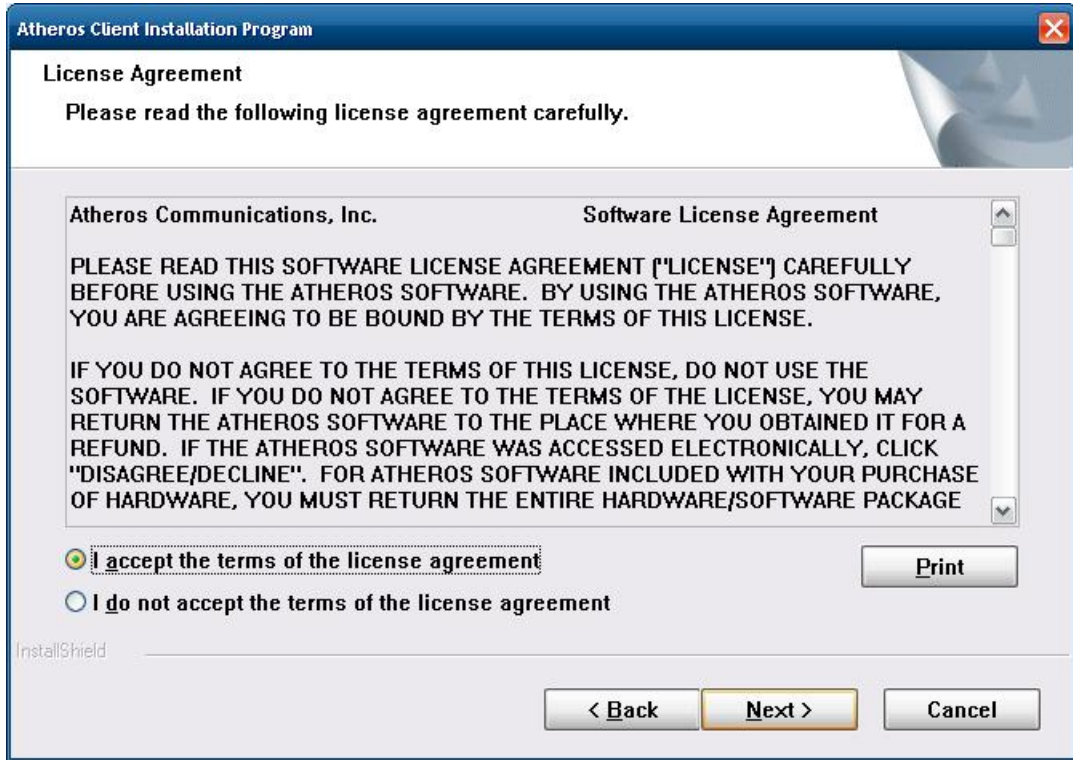 Atheros Client Installation Program
License Agreement
Please read the following license agreement carefully.
Atheros Communications, Inc. Software License Agreement
PLEASE READ THIS SOFTWARE LICENSE AGREEMENT ("LICENSE") CAREFULLY
BEFORE USING THE ATHEROS SOFTWARE.  BY USING THE ATHEROS SOFTWARE,
YOU ARE AGREEING TO BE BOUND BY THE TERMS OF THIS LICENSE.
IF YOU DO NOT AGREE TO THE TERMS OF THIS LICENSE, DO NOT USE THE
SOFTWARE.  IF YOU DO NOT AGREE TO THE TERMS OF THE LICENSE, YOU MAY
RETURN THE ATHEROS SOFTWARE TO THE PLACE WHERE YOU OBTAINED IT FOR A
REFUND.  IF THE ATHEROS SOFTWARE WAS ACCESSED ELECTRONICALLY, CLICK
"DISAGREE/DECLINE".  FOR ATHEROS SOFTWARE INCLUDED WITH YOUR PURCHASE
OF HARDWARE, YOU MUST RETURN THE ENTIRE HARDWARE/SOFTWARE PACKAGE
I accept the terms of the license agreement
Print
I do not accept the terms of the license agreement
InstallShield
< Back Next > Cancel